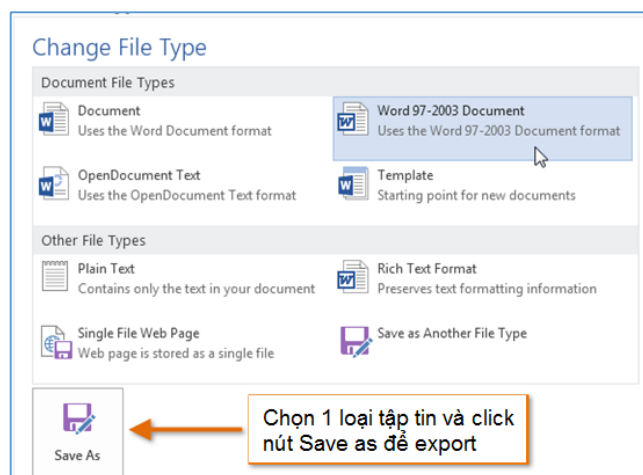 Change File Type
Document File Types
Document
Uses the Word Document format
Word 97-2003 Document
Uses the Word 97-2003 Document format
OpenDocument Text
Uses the OpenDocument Text format
Template
Starting point for new documents
Other File Types
Plain Text
Contains only the text in your document
Rich Text Format
Preserves text formatting information
Single File Web Page
Web page is stored as a single file
Save as Another File Type
Save As
Chọn 1 loại tập tin và click
nút Save as để export